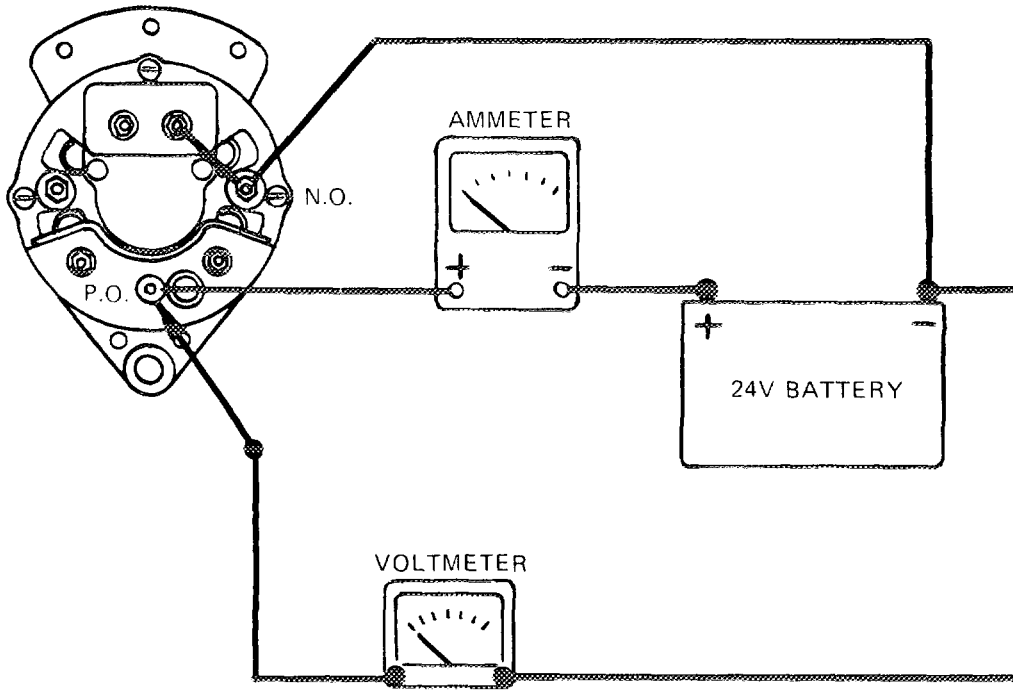 AMMETER
N.O.
+ −
P.O.
+ −
24V BATTERY
VOLTMETER